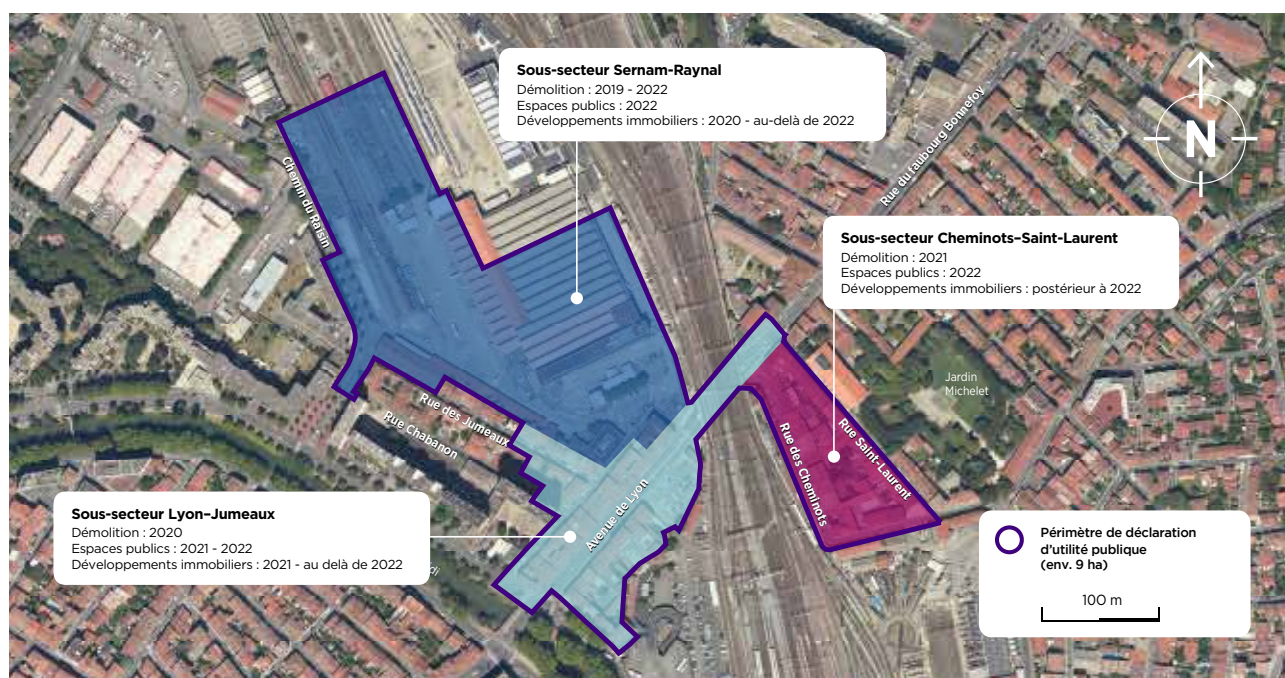 Sous-secteur Sernam-Raynal
Démolition : 2019 - 2022
Espaces publics : 2022
Développements immobiliers : 2020 - au-delà de 2022
Rue du faubourg Bonnefoy
N
Chemin du Raisin
Sous-secteur Cheminots–Saint-Laurent
Démolition : 2021
Espaces publics : 2022
Développements immobiliers : postérieur à 2022
Jardin
Michelet
Rue des Jumeaux
Rue Chabanon
Rue Saint-Laurent
Rue des Cheminots
Avenue de Lyon
Sous-secteur Lyon–Jumeaux
Démolition : 2020
Espaces publics : 2021 - 2022
Développements immobiliers : 2021 - au delà de 2022
Périmètre de déclaration
d'utilité publique
(env. 9 ha)
100 m